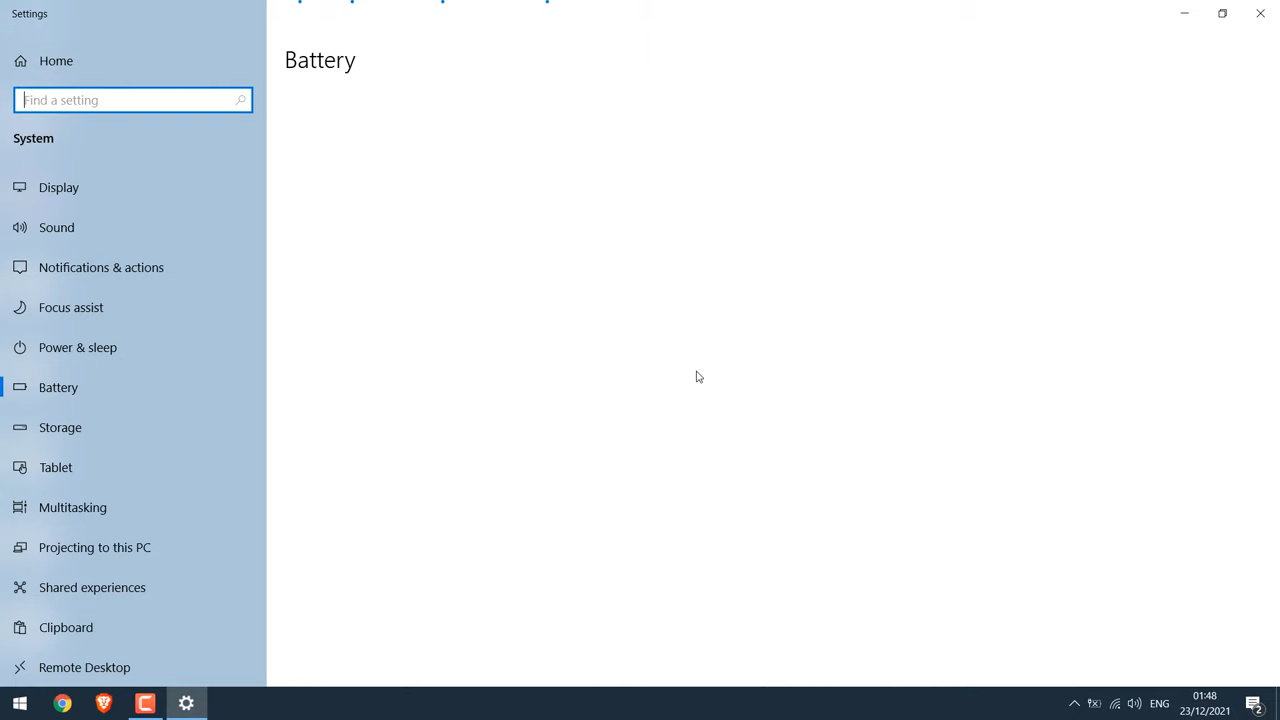 Settings
Home
Find a setting
System
Display
Sound
Notifications & actions
Focus assist
Power & sleep
Battery
Storage
Tablet
Multitasking
Projecting to this PC
Shared experiences
Clipboard
Remote Desktop
Battery
ENG
01:48
23/12/2021
2